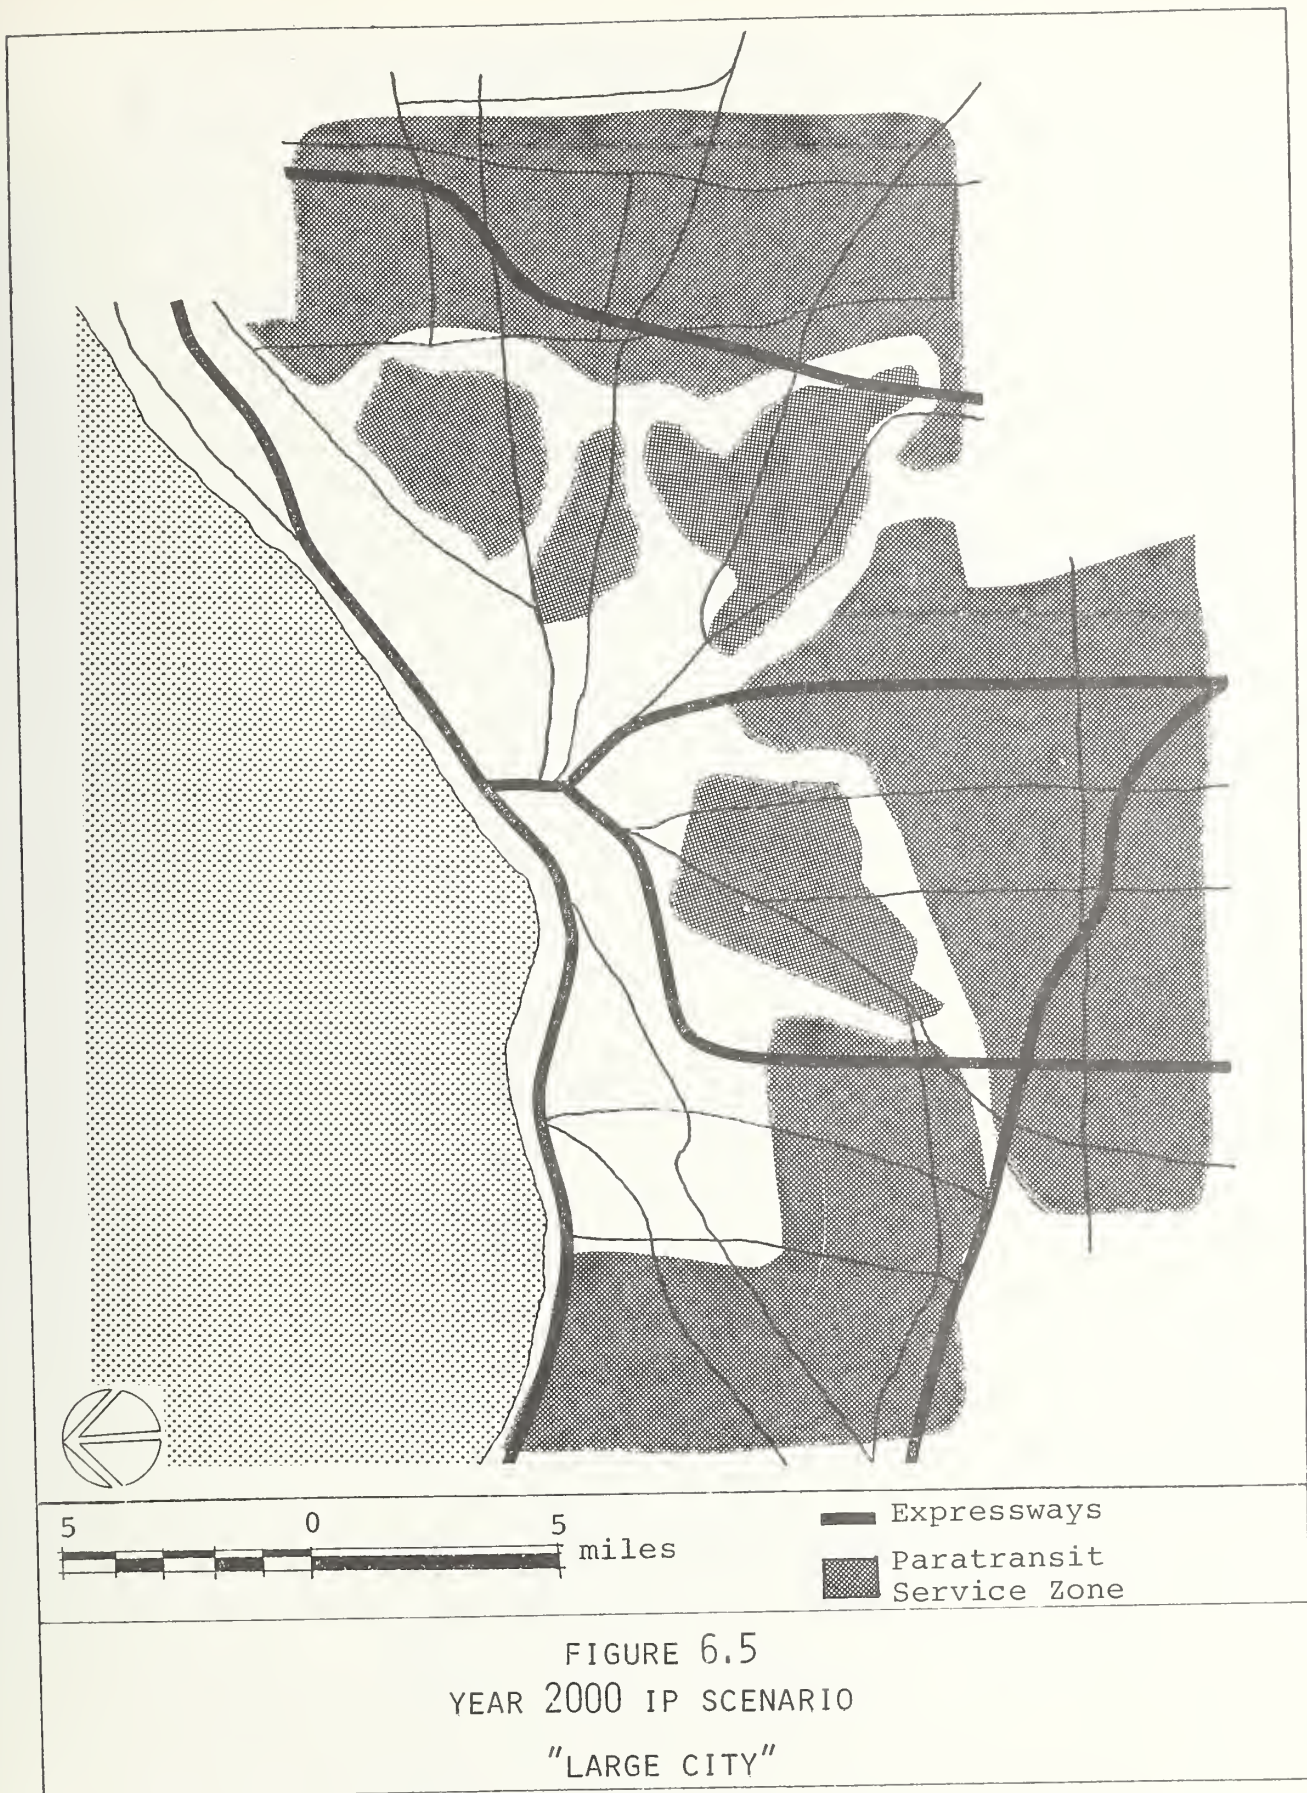 5 0 5
miles
Expressways
Paratransit
Service Zone
FIGURE 6.5
YEAR 2000 IP SCENARIO
"LARGE CITY"